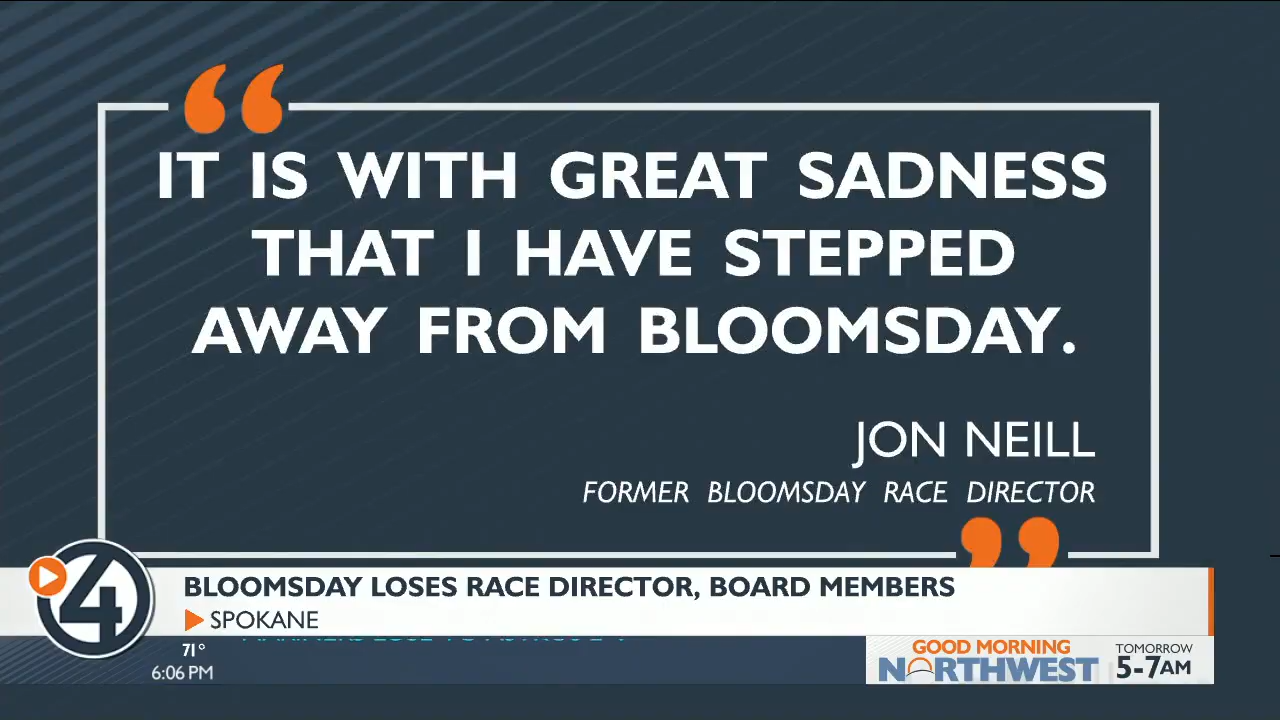 “
IT IS WITH GREAT SADNESS
THAT I HAVE STEPPED
AWAY FROM BLOOMSDAY.
JON NEILL
FORMER BLOOMSDAY RACE DIRECTOR
”
4
BLOOMSDAY LOSES RACE DIRECTOR, BOARD MEMBERS
SPOKANE
71°
6:06 PM
GOOD MORNING
NORTHWEST
TOMORROW
5-7AM